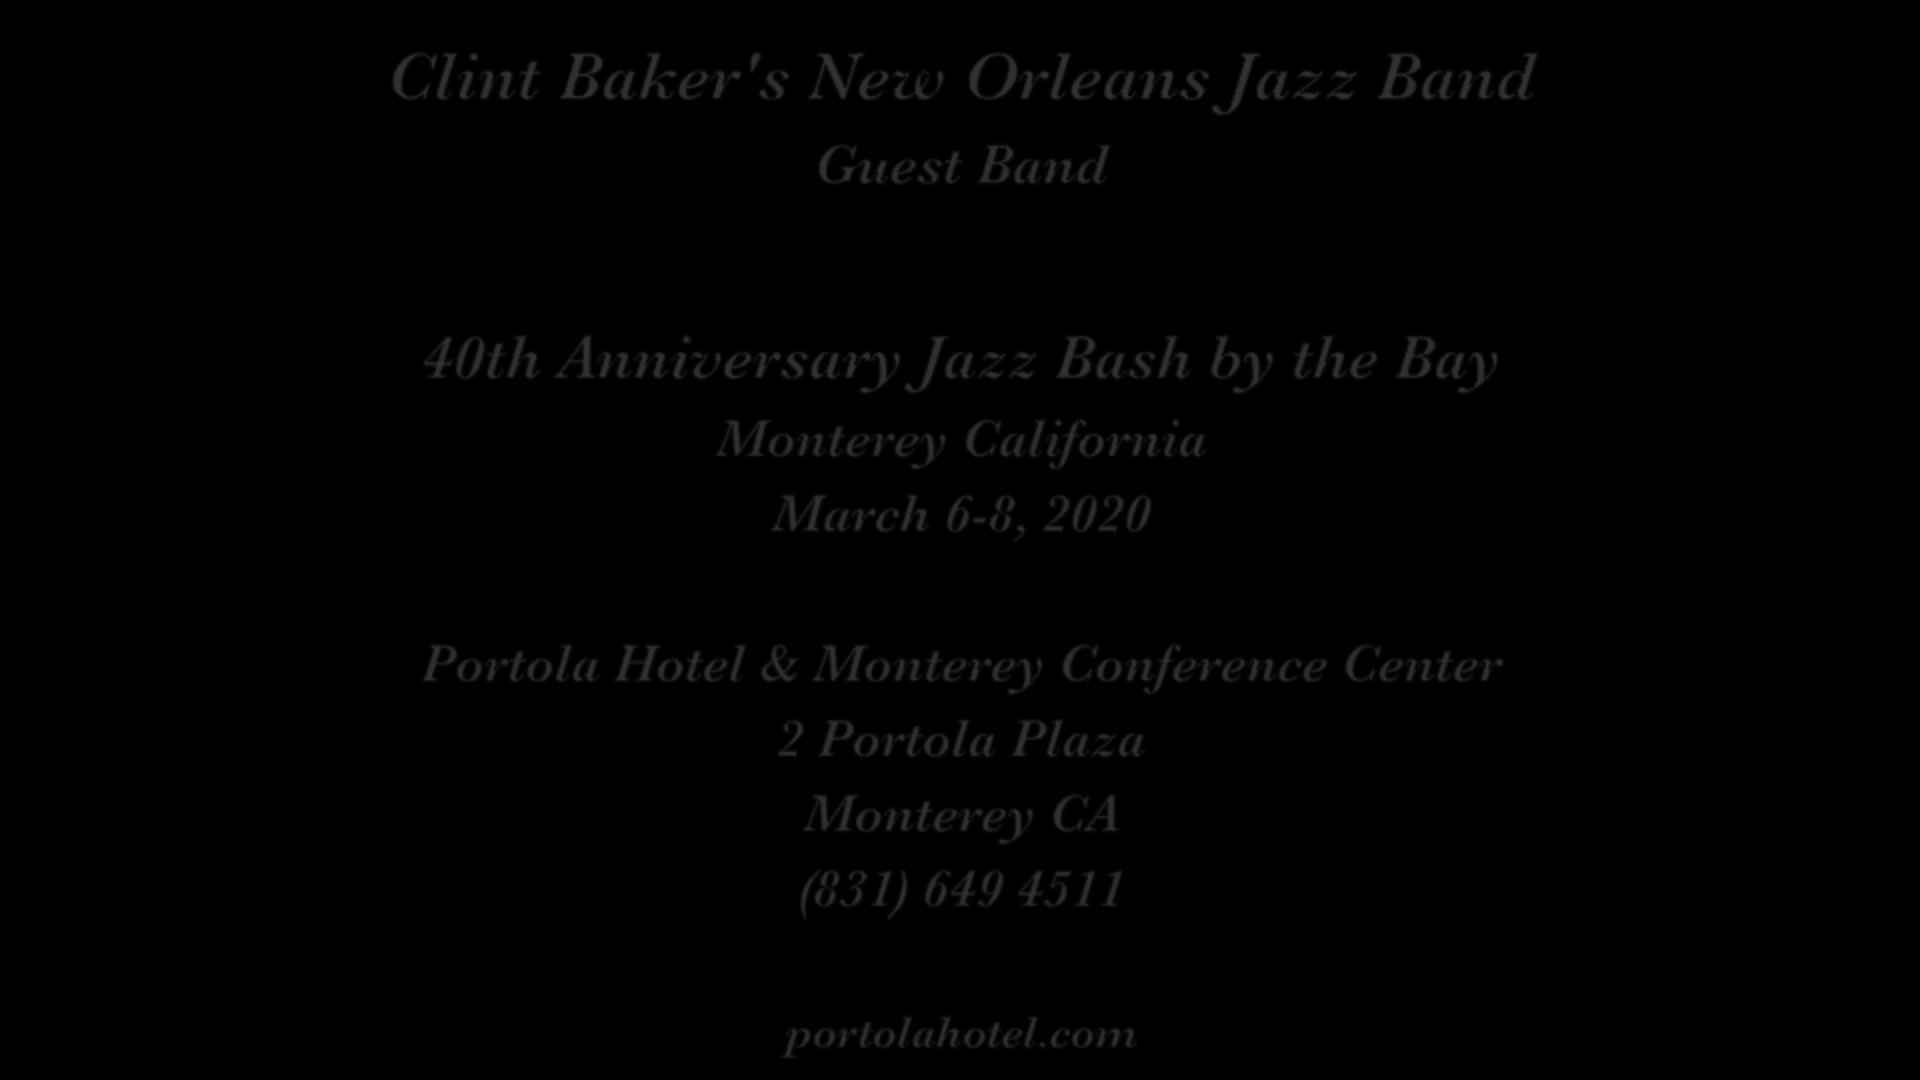 Clint Baker's New Orleans Jazz Band
Guest Band
40th Anniversary Jazz Bash by the Bay
Monterey California
March 6-8, 2020
Portola Hotel & Monterey Conference Center
2 Portola Plaza
Monterey CA
(831) 649 4511
portolahotel.com